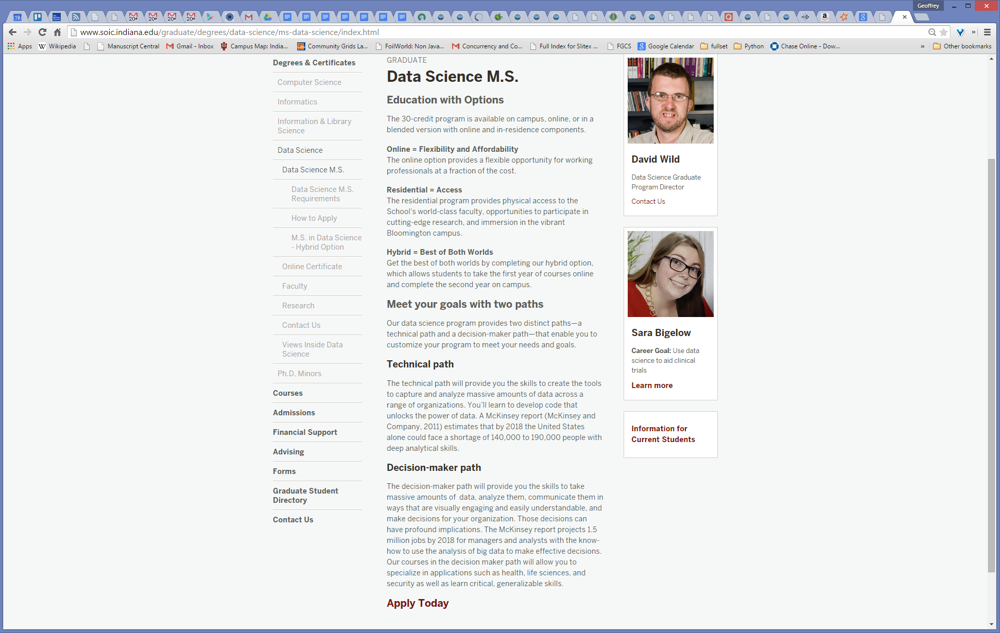 Geoffrey
19
20+
20+
20+
20+
www.soic.indiana.edu/graduate/degrees/data-science/ms-data-science/index.html
Apps
W Wikipedia
Manuscript Central
Gmail - Inbox
Campus Map: India...
Community Grids La...
FoilWorld: Non Java...
Concurrency and Co...
Full Index for Slitex ...
FGCS
Google Calendar
fullset
Python
Chase Online - Dow...
»
Other bookmarks
Degrees & Certificates
Computer Science
Informatics
Information & Library
Science
Data Science
Data Science M.S.
Data Science M.S.
Requirements
How to Apply
M.S. in Data Science
- Hybrid Option
Online Certificate
Faculty
Research
Contact Us
Views Inside Data
Science
Ph.D. Minors
Courses
Admissions
Financial Support
Advising
Forms
Graduate Student
Directory
Contact Us
GRADUATE
Data Science M.S.
Education with Options
The 30-credit program is available on campus, online, or in a
blended version with online and in-residence components.
Online = Flexibility and Affordability
The online option provides a flexible opportunity for working
professionals at a fraction of the cost.
Residential = Access
The residential program provides physical access to the
School's world-class faculty, opportunities to participate in
cutting-edge research, and immersion in the vibrant
Bloomington campus.
Hybrid = Best of Both Worlds
Get the best of both worlds by completing our hybrid option,
which allows students to take the first year of courses online
and complete the second year on campus.
Meet your goals with two paths
Our data science program provides two distinct paths—a
technical path and a decision-maker path—that enable you to
customize your program to meet your needs and goals.
Technical path
The technical path will provide you the skills to create the tools
to capture and analyze massive amounts of data across a
range of organizations. You'll learn to develop code that
unlocks the power of data. A McKinsey report (McKinsey and
Company, 2011) estimates that by 2018 the United States
alone could face a shortage of 140,000 to 190,000 people with
deep analytical skills.
Decision-maker path
The decision-maker path will provide you the skills to take
massive amounts of  data, analyze them, communicate them in
ways that are visually engaging and easily understandable, and
make decisions for your organization. Those decisions can
have profound implications. The McKinsey report projects 1.5
million jobs by 2018 for managers and analysts with the know-
how to use the analysis of big data to make effective decisions.
Our courses in the decision maker path will allow you to
specialize in applications such as health, life sciences, and
security as well as learn critical, generalizable skills.
Apply Today
David Wild
Data Science Graduate
Program Director
Contact Us
Sara Bigelow
Career Goal: Use data
science to aid clinical
trials
Learn more
Information for
Current Students